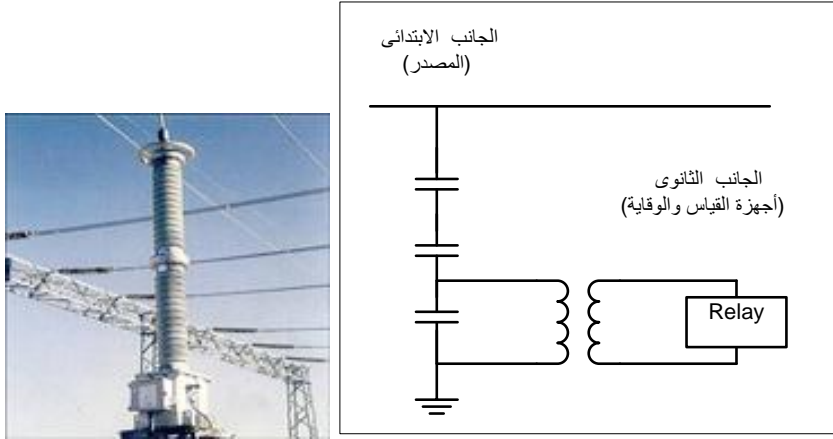 الجانب الابتدائى
(المصدر)
الجانب الثانوى
(أجهزة القياس والوقاية)
Relay